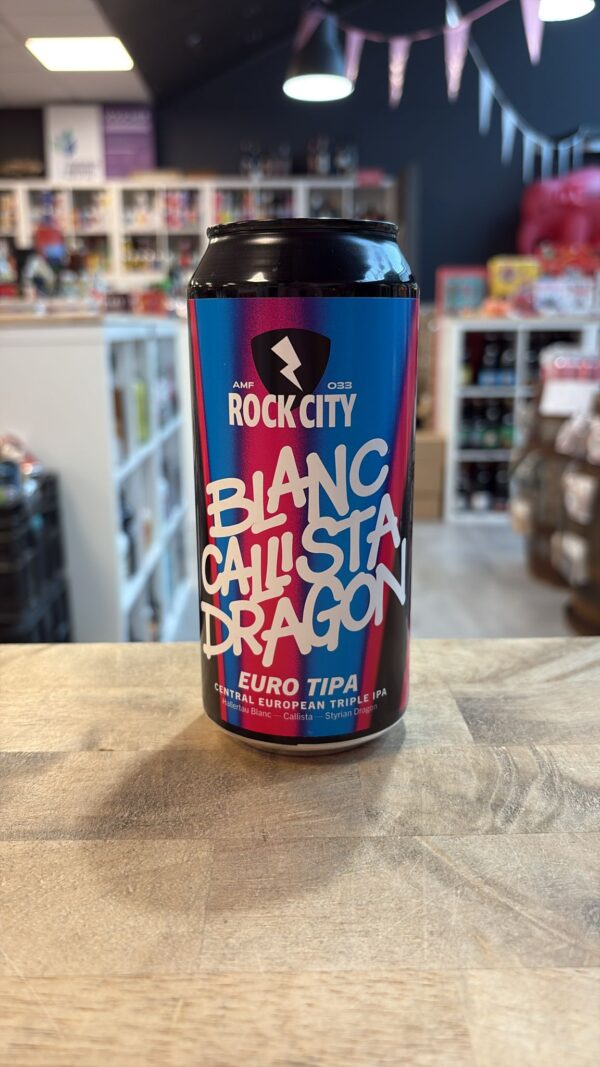 AMF 033
ROCK CITY
BLANC
CALLISTA
DRAGON
EURO TIPA
CENTRAL EUROPEAN TRIPLE IPA
Hallertau Blanc — Callista — Styrian Dragon